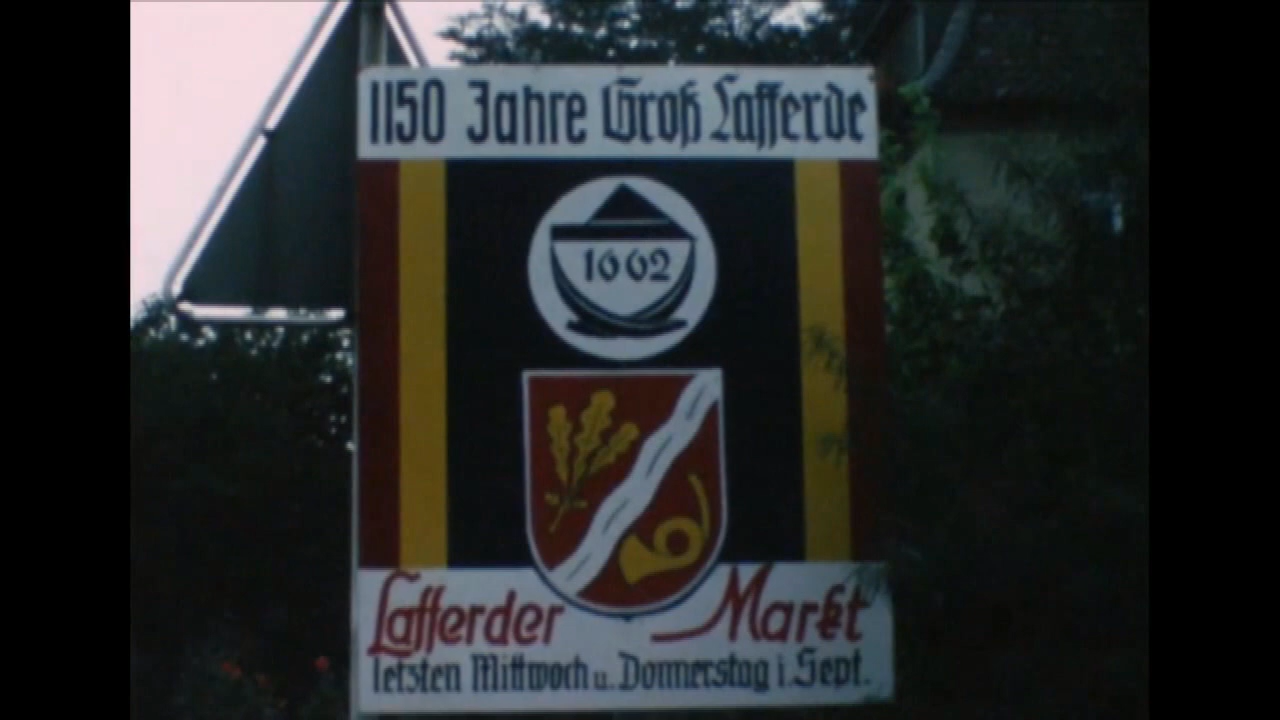 1150 Jahre Groß Lafferde
1662
Lafferder Markt
letzten Mittwoch u. Donnerstag i. Sept.